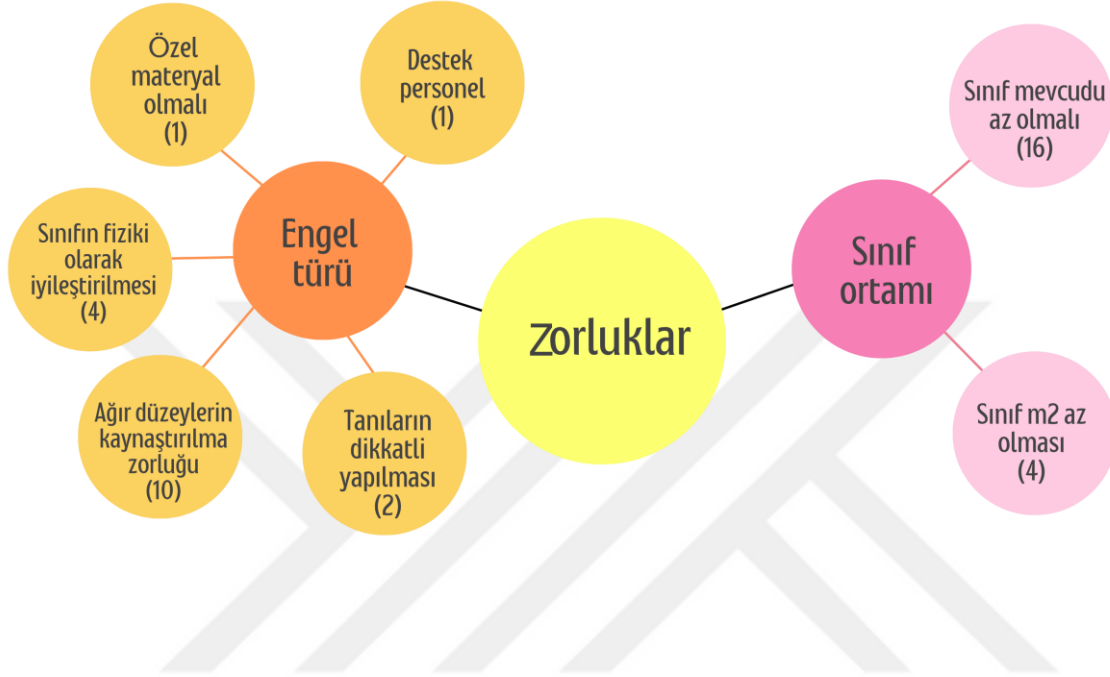 Özel
materyal
olmalı
(1)
Destek
personel
(1)
Sınıf mevcudu
az olmalı
(16)
Sınıfın fiziki
olarak
iyileştirilmesi
(4)
Engel
türü
Zorluklar
Sınıf
ortamı
Ağır düzeylerin
kaynaştırılma
zorluğu
(10)
Tanıların
dikkatli
yapılması
(2)
Sınıf m2 az
olması
(4)